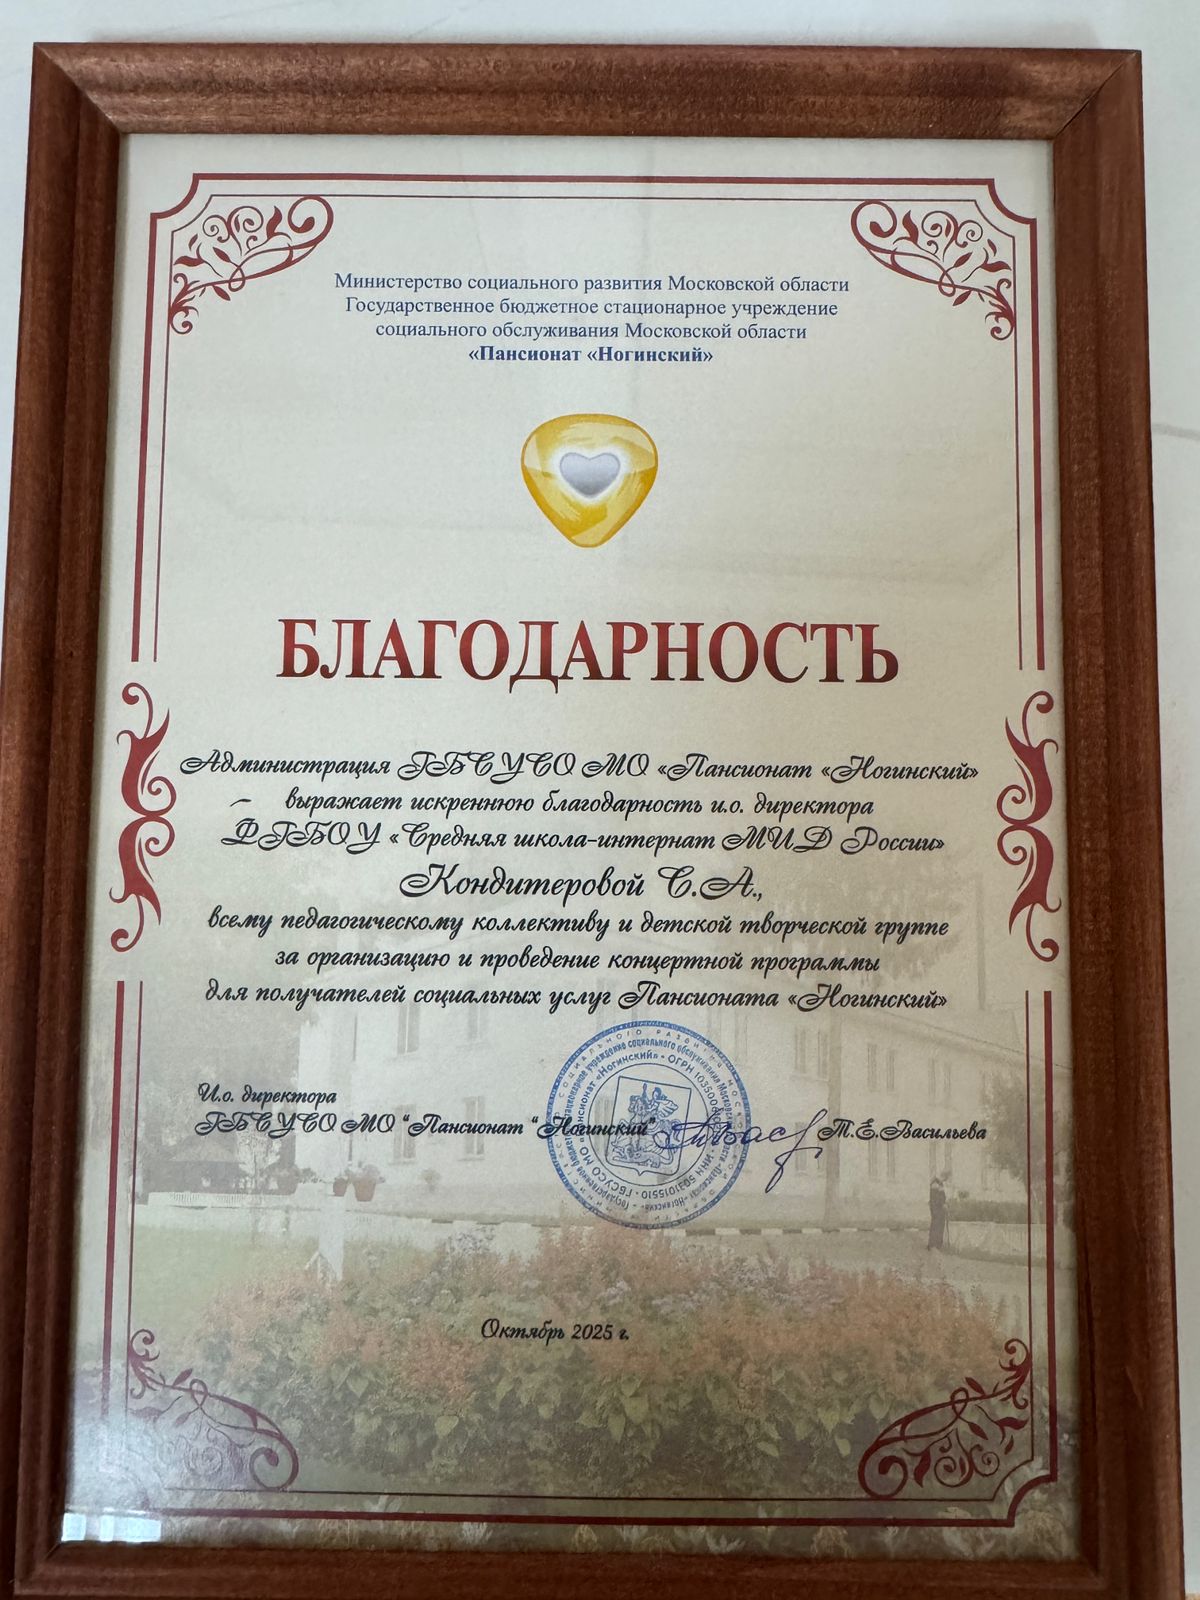 Министерство социального развития Московской области
Государственное бюджетное стационарное учреждение
социального обслуживания Московской области
«Пансионат «Ногинский»
БЛАГОДАРНОСТЬ
Администрация ГБСУСО МО «Пансионат «Ногинский»
выражает искреннюю благодарность и.о. директора
ФГБОУ «Средняя школа-интернат МИД России»
Кондитеровой С.А.,
всему педагогическому коллективу и детской творческой группе
за организацию и проведение концертной программы
для получателей социальных услуг Пансионата «Ногинский»
И.о. директора
ГБСУСО МО "Пансионат "Ногинский"
Т.Е.Васильева
Октябрь 2025 г.